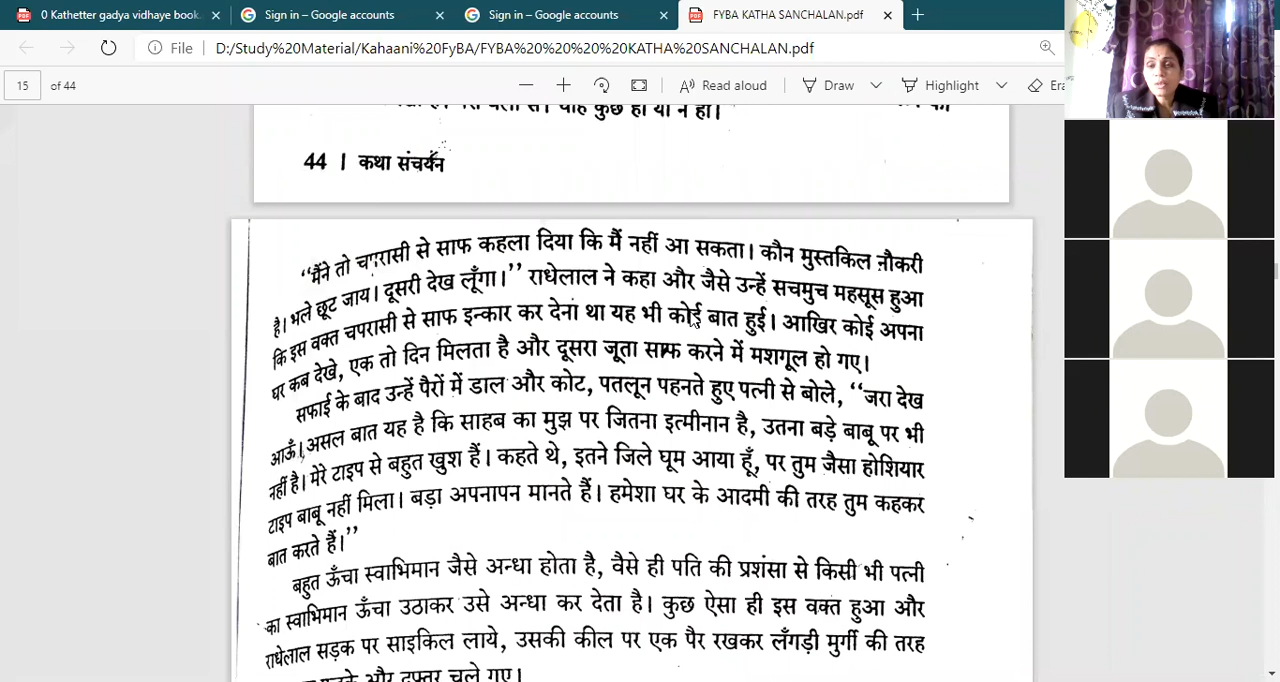 0 Kathetter gadya vidhaye book.
Sign in – Google accounts
Sign in – Google accounts
FYBA KATHA SANCHALAN.pdf
File
D:/Study%20Material/Kahaani%20FyBA/FYBA%20%20%20%20KATHA%20SANCHALAN.pdf
15 of 44
Read aloud
Draw
Highlight
Era
चाहे कुछ हो या न हो।
44 । कथा संचयन
‘‘मैंने तो चपरासी से साफ कहला दिया कि मैं नहीं आ सकता। कौन मुस्तकिल नौकरी
है। भले छूट जाय। दूसरी देख लूँगा।’’ राधेलाल ने कहा और जैसे उन्हें सचमुच महसूस हुआ
कि इस वक्त चपरासी से साफ इन्कार कर देना था यह भी कोई बात हुई। आखिर कोई अपना
घर कब देखे, एक तो दिन मिलता है और दूसरा जूता साफ करने में मशगूल हो गए।
सफाई के बाद उन्हें पैरों में डाल और कोट, पतलून पहनते हुए पत्नी से बोले, ‘‘जरा देख
आऊँ। असल बात यह है कि साहब का मुझ पर जितना इत्मीनान है, उतना बड़े बाबू पर भी
नहीं है। मेरे टाइप से बहुत खुश हैं। कहते थे, इतने जिले घूम आया हूँ, पर तुम जैसा होशियार
टाइप बाबू नहीं मिला। बड़ा अपनापन मानते हैं। हमेशा घर के आदमी की तरह तुम कहकर
बात करते हैं।’’
बहुत ऊँचा स्वाभिमान जैसे अन्धा होता है, वैसे ही पति की प्रशंसा से किसी भी पत्नी
का स्वाभिमान ऊँचा उठाकर उसे अन्धा कर देता है। कुछ ऐसा ही इस वक्त हुआ और
राधेलाल सड़क पर साइकिल लाये, उसकी कील पर एक पैर रखकर लँगड़ी मुर्गी की तरह
और दफ्तर चले गए।